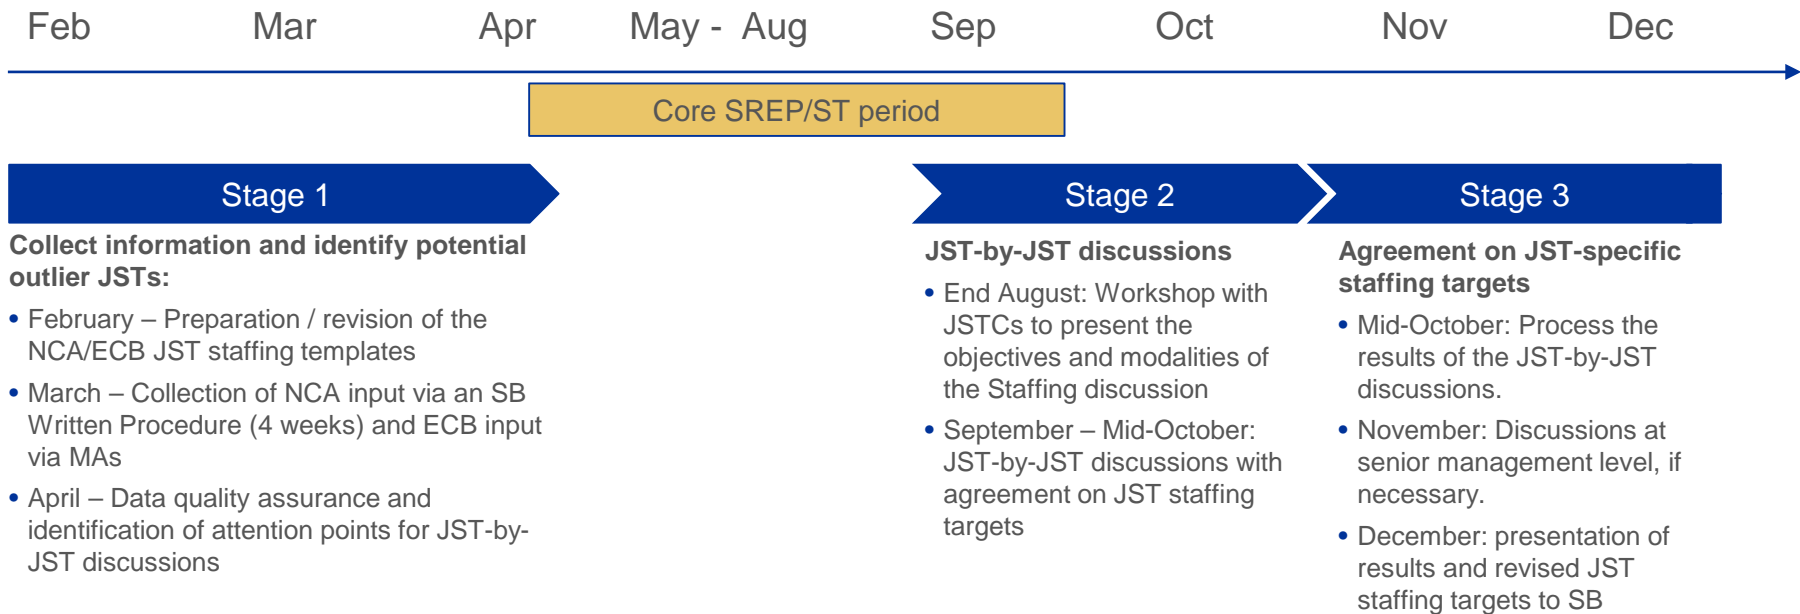 Feb Mar Apr May - Aug Sep Oct Nov Dec
Core SREP/ST period
Stage 1
Collect information and identify potential
outlier JSTs:
• February – Preparation / revision of the
NCA/ECB JST staffing templates
• March – Collection of NCA input via an SB
Written Procedure (4 weeks) and ECB input
via MAs
• April – Data quality assurance and
identification of attention points for JST-by-
JST discussions
Stage 2
JST-by-JST discussions
• End August: Workshop with
JSTCs to present the
objectives and modalities of
the Staffing discussion
• September – Mid-October:
JST-by-JST discussions with
agreement on JST staffing
targets
Stage 3
Agreement on JST-specific
staffing targets
• Mid-October: Process the
results of the JST-by-JST
discussions.
• November: Discussions at
senior management level, if
necessary.
• December: presentation of
results and revised JST
staffing targets to SB